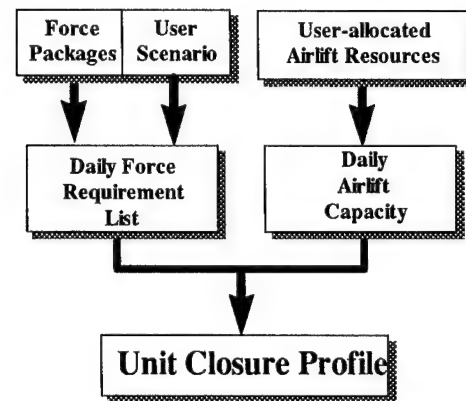 Force
Packages
User
Scenario
User-allocated
Airlift Resources
Daily Force
Requirement
List
Daily
Airlift
Capacity
Unit Closure Profile